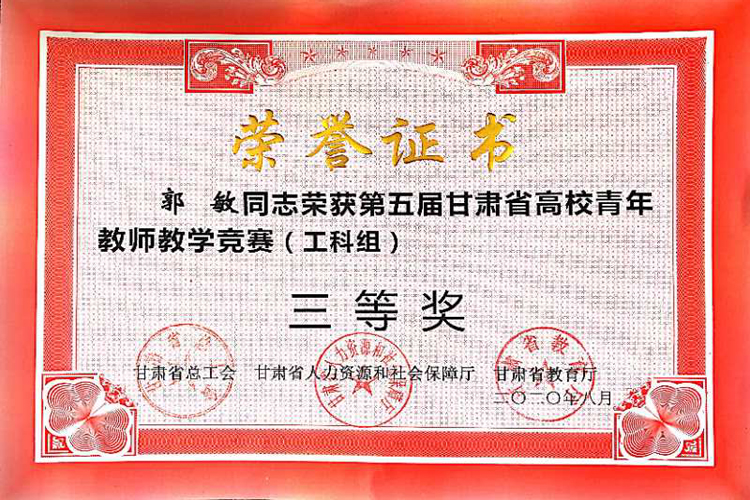 荣誉证书
郭 敏同志荣获第五届甘肃省高校青年
教师教学竞赛（工科组）
三等奖
甘肃省总工会 甘肃省人力资源和社会保障厅 甘肃省教育厅
二〇二〇年八月